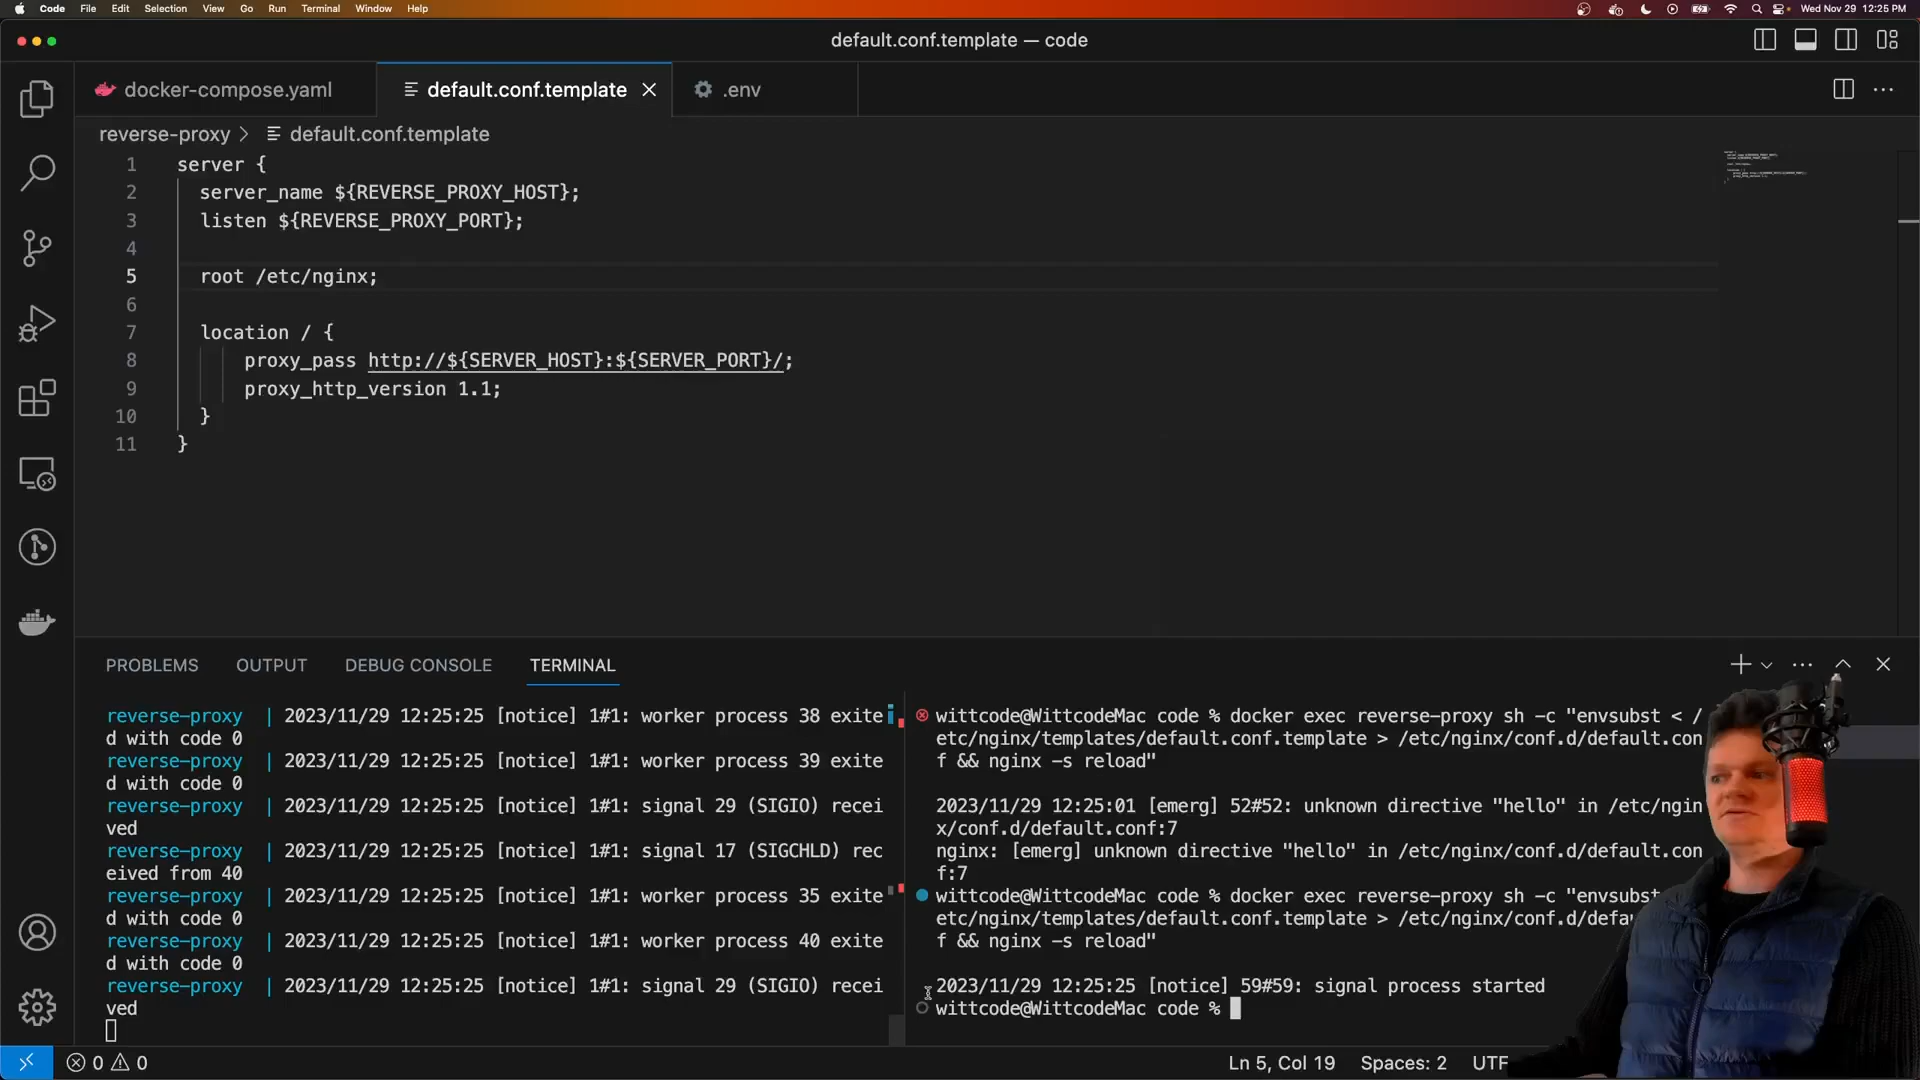 Code File Edit Selection View Go Run Terminal Window Help
Wed Nov 29 12:25 PM
default.conf.template — code
docker-compose.yaml
default.conf.template
.env
reverse-proxy > default.conf.template
1 server {
2 server_name ${REVERSE_PROXY_HOST};
3 listen ${REVERSE_PROXY_PORT};
4
5 root /etc/nginx;
6
7 location / {
8 proxy_pass http://${SERVER_HOST}:${SERVER_PORT}/;
9 proxy_http_version 1.1;
10 }
11 }
PROBLEMS OUTPUT DEBUG CONSOLE TERMINAL
reverse-proxy | 2023/11/29 12:25:25 [notice] 1#1: worker process 38 exite
d with code 0
reverse-proxy | 2023/11/29 12:25:25 [notice] 1#1: worker process 39 exite
d with code 0
reverse-proxy | 2023/11/29 12:25:25 [notice] 1#1: signal 29 (SIGIO) recei
ved
reverse-proxy | 2023/11/29 12:25:25 [notice] 1#1: signal 17 (SIGCHLD) rec
eived from 40
reverse-proxy | 2023/11/29 12:25:25 [notice] 1#1: worker process 35 exite
d with code 0
reverse-proxy | 2023/11/29 12:25:25 [notice] 1#1: worker process 40 exite
d with code 0
reverse-proxy | 2023/11/29 12:25:25 [notice] 1#1: signal 29 (SIGIO) recei
ved
wittcode@WittcodeMac code % docker exec reverse-proxy sh -c "envsubst < /
etc/nginx/templates/default.conf.template > /etc/nginx/conf.d/default.con
f && nginx -s reload"
2023/11/29 12:25:01 [emerg] 52#52: unknown directive "hello" in /etc/ngin
x/conf.d/default.conf:7
nginx: [emerg] unknown directive "hello" in /etc/nginx/conf.d/default.con
f:7
wittcode@WittcodeMac code % docker exec reverse-proxy sh -c "envsubst
etc/nginx/templates/default.conf.template > /etc/nginx/conf.d/defau
f && nginx -s reload"
2023/11/29 12:25:25 [notice] 59#59: signal process started
wittcode@WittcodeMac code %
0 0
Ln 5, Col 19 Spaces: 2 UTF